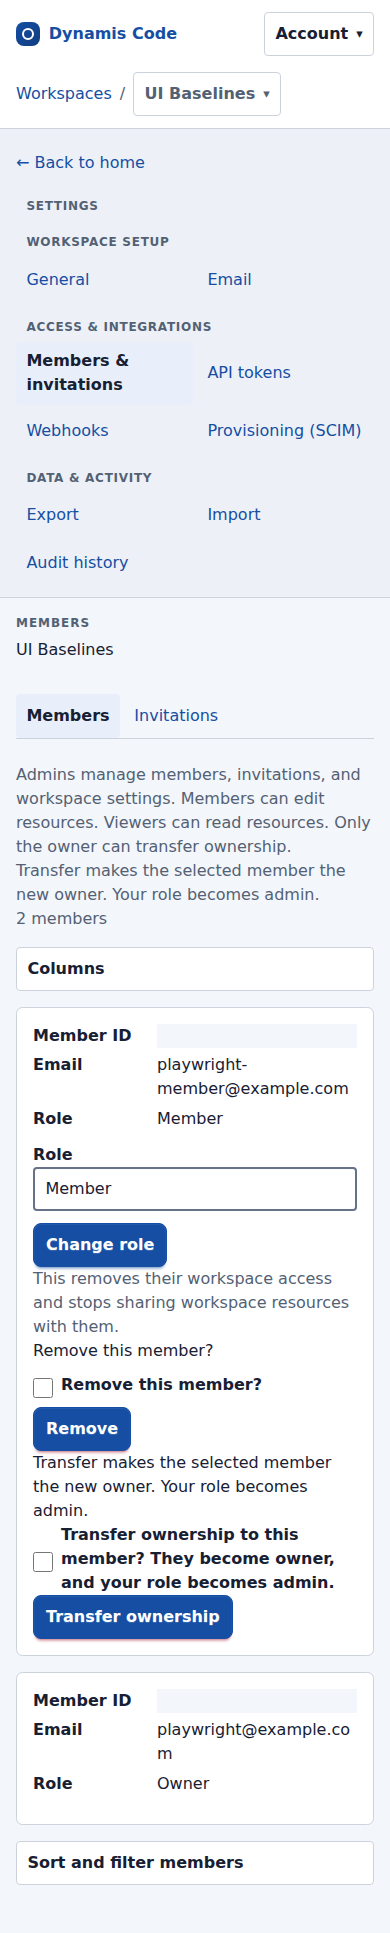 Dynamis Code
Account ▾
Workspaces / UI Baselines ▾
← Back to home
SETTINGS
WORKSPACE SETUP
General Email
ACCESS & INTEGRATIONS
Members &
invitations
API tokens
Webhooks Provisioning (SCIM)
DATA & ACTIVITY
Export Import
Audit history
MEMBERS
UI Baselines
Members Invitations
Admins manage members, invitations, and
workspace settings. Members can edit
resources. Viewers can read resources. Only
the owner can transfer ownership.
Transfer makes the selected member the
new owner. Your role becomes admin.
2 members
Columns
Member ID
Email playwright-
member@example.com
Role Member
Role
Member
Change role
This removes their workspace access
and stops sharing workspace resources
with them.
Remove this member?
Remove this member?
Remove
Transfer makes the selected member
the new owner. Your role becomes
admin.
Transfer ownership to this
member? They become owner,
and your role becomes admin.
Transfer ownership
Member ID
Email playwright@example.co
m
Role Owner
Sort and filter members